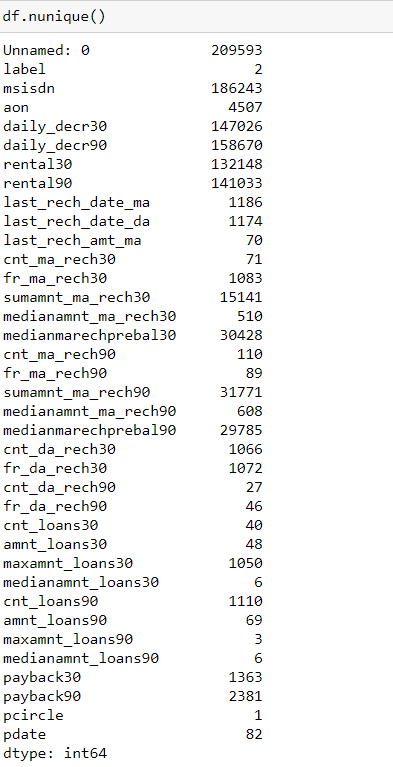 df.nunique()
Unnamed: 0 209593
label 2
msisdn 186243
aon 4507
daily_decr30 147026
daily_decr90 158670
rental30 132148
rental90 141033
last_rech_date_ma 1186
last_rech_date_da 1174
last_rech_amt_ma 70
cnt_ma_rech30 71
fr_ma_rech30 1083
sumamnt_ma_rech30 15141
medianamnt_ma_rech30 510
medianmarechprebal30 30428
cnt_ma_rech90 110
fr_ma_rech90 89
sumamnt_ma_rech90 31771
medianamnt_ma_rech90 608
medianmarechprebal90 29785
cnt_da_rech30 1066
fr_da_rech30 1072
cnt_da_rech90 27
fr_da_rech90 46
cnt_loans30 40
amnt_loans30 48
maxamnt_loans30 1050
medianamnt_loans30 6
cnt_loans90 1110
amnt_loans90 69
maxamnt_loans90 3
medianamnt_loans90 6
payback30 1363
payback90 2381
pcircle 1
pdate 82
dtype: int64